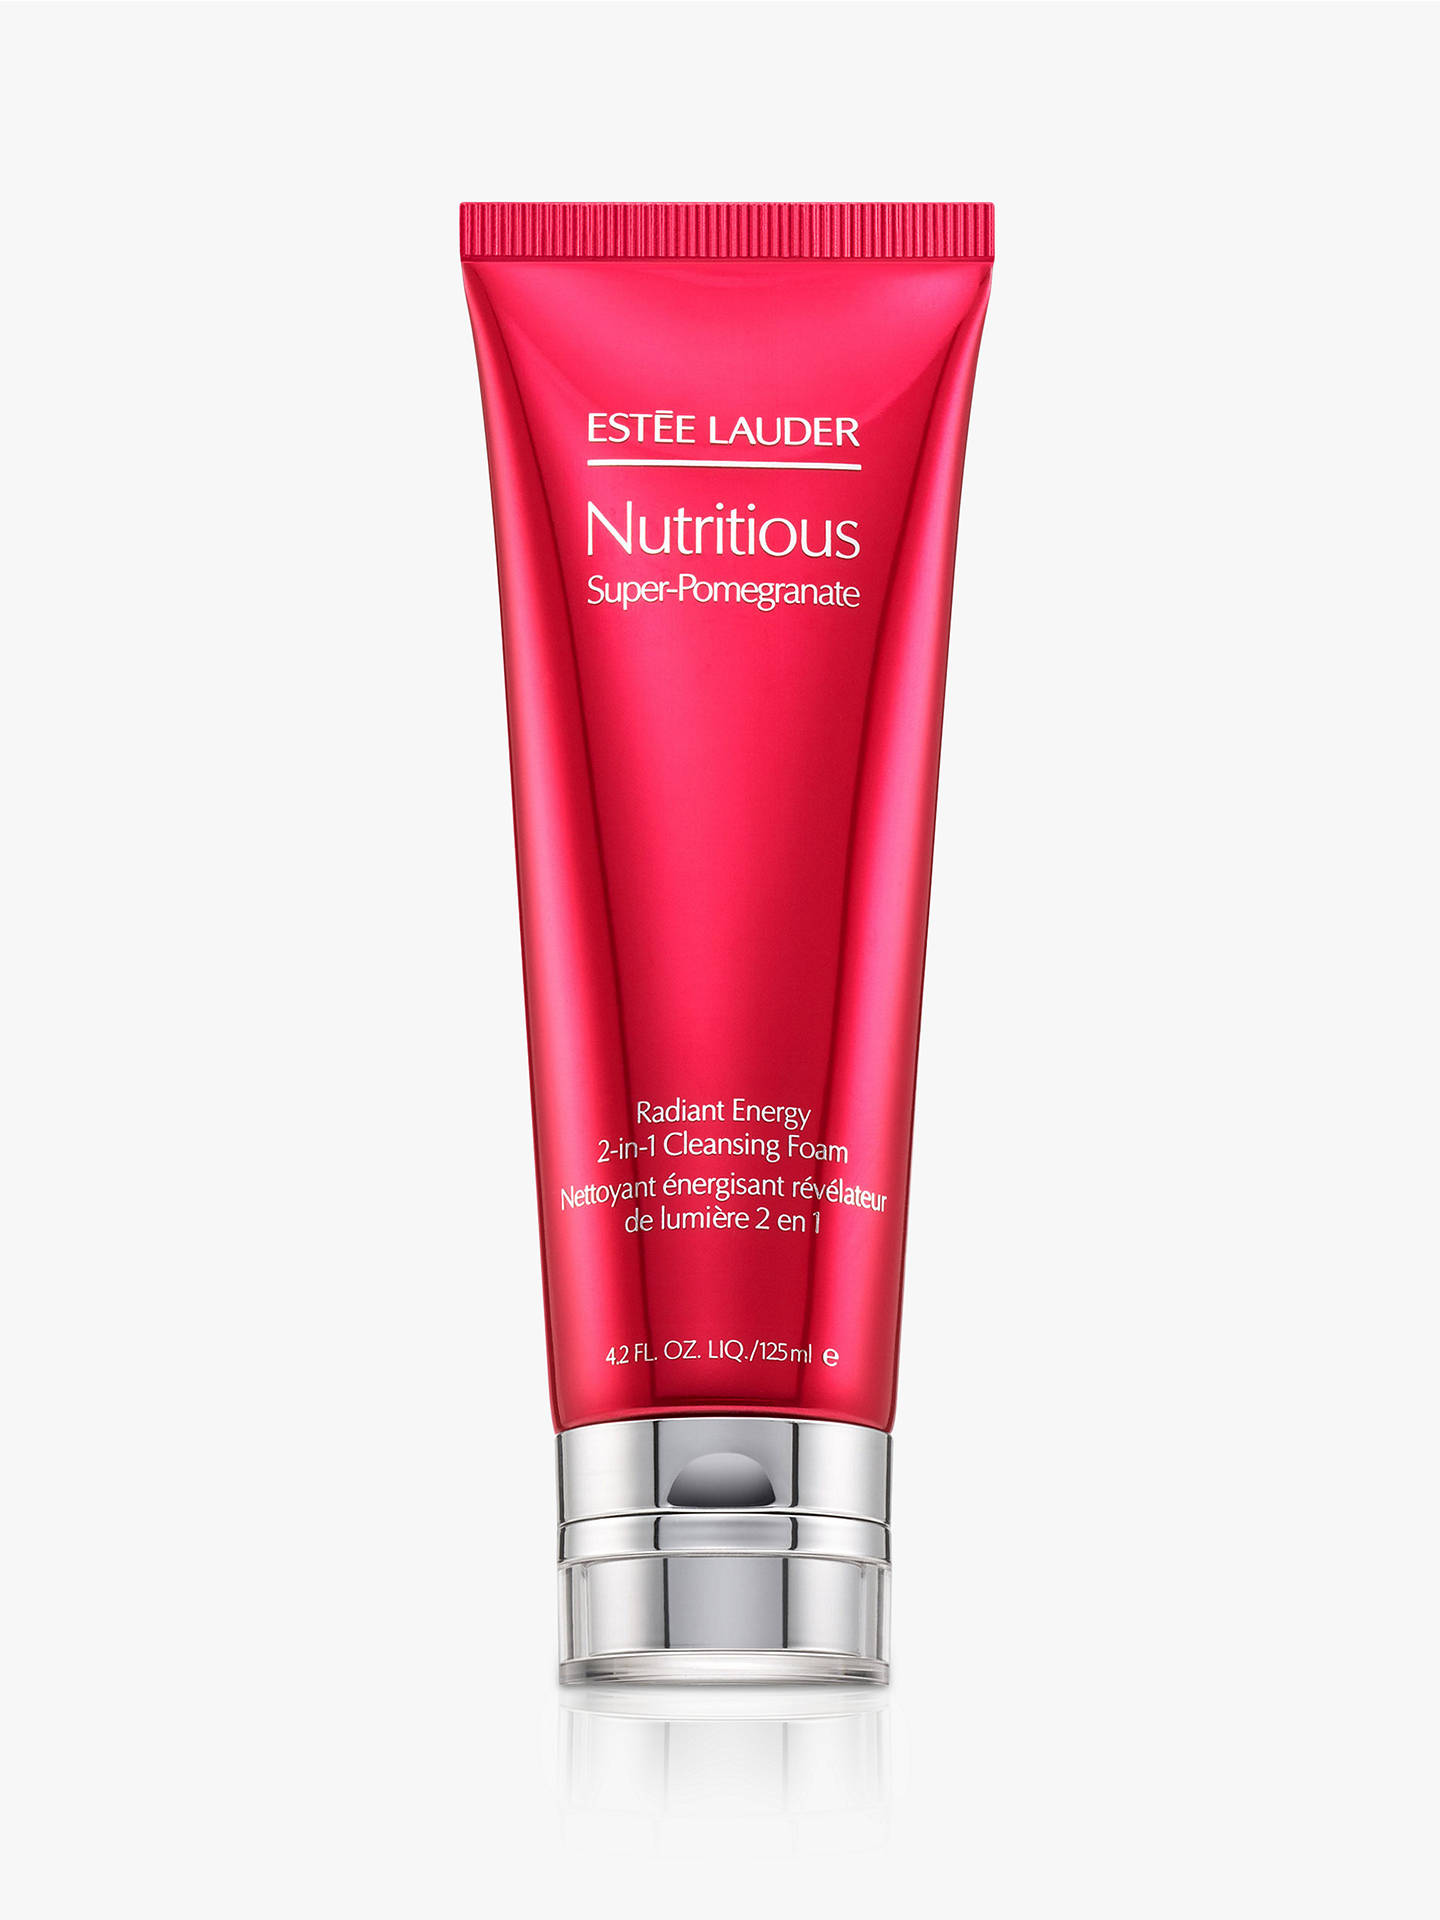 ESTĒE LAUDER
Nutritious
Super-Pomegranate
Radiant Energy
2-in-1 Cleansing Foam
Nettoyant énergisant révélateur
de lumière 2 en 1
4.2 FL. OZ. LIQ./125 ml ℮